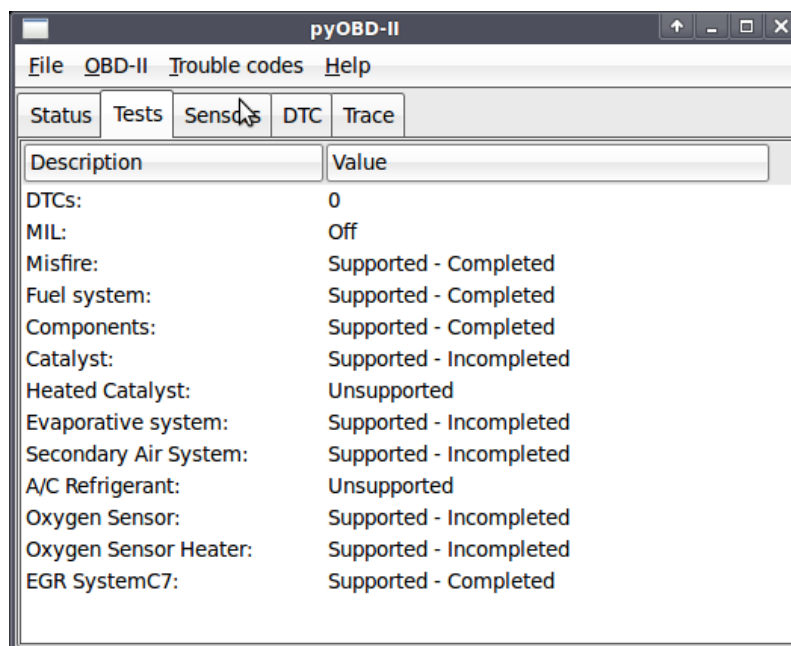 pyOBD-II
File OBD-II Trouble codes Help
Status Tests Sensors DTC Trace
Description Value
DTCs: 0
MIL: Off
Misfire: Supported - Completed
Fuel system: Supported - Completed
Components: Supported - Completed
Catalyst: Supported - Incompleted
Heated Catalyst: Unsupported
Evaporative system: Supported - Incompleted
Secondary Air System: Supported - Incompleted
A/C Refrigerant: Unsupported
Oxygen Sensor: Supported - Incompleted
Oxygen Sensor Heater: Supported - Incompleted
EGR SystemC7: Supported - Completed